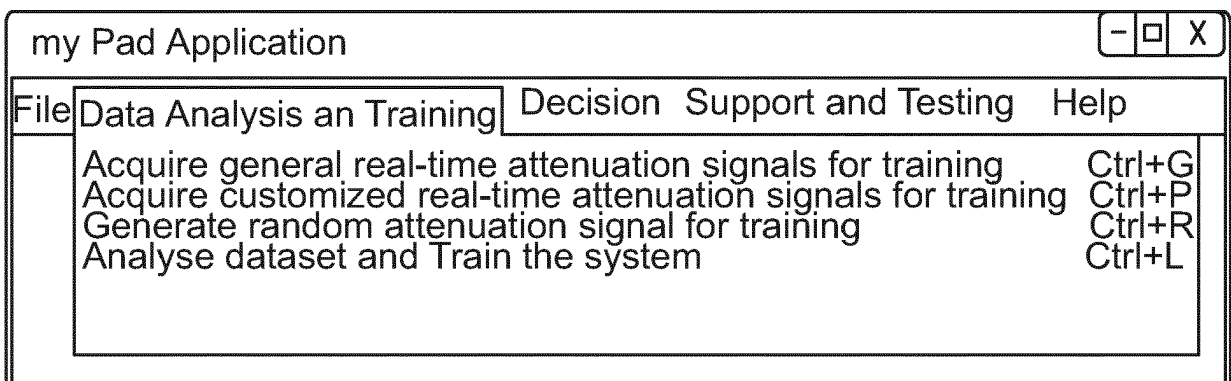 my Pad Application - □ X
File Data Analysis an Training Decision Support and Testing Help
Acquire general real-time attenuation signals for training Ctrl+G
Acquire customized real-time attenuation signals for training Ctrl+P
Generate random attenuation signal for training Ctrl+R
Analyse dataset and Train the system Ctrl+L